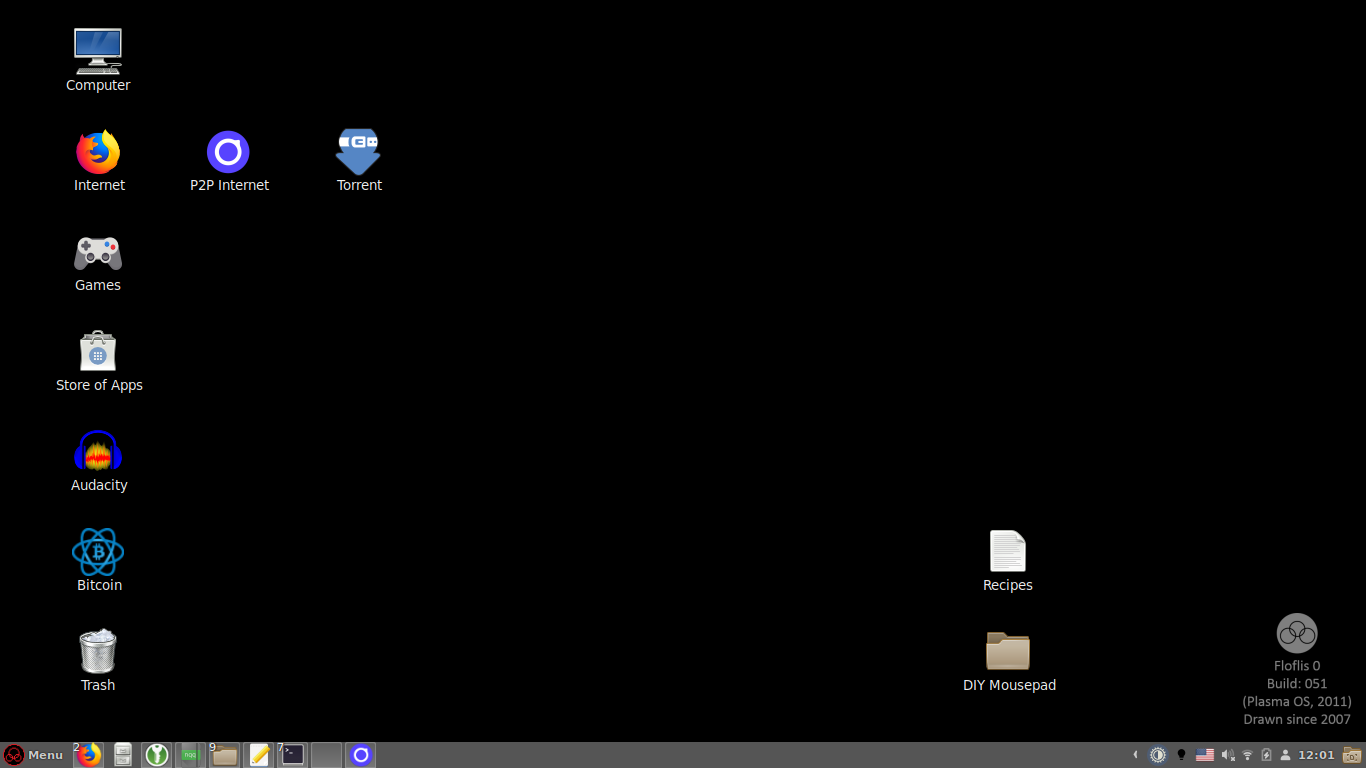 Computer
Internet
P2P Internet
Torrent
Games
Store of Apps
Audacity
Bitcoin
Recipes
Trash
DIY Mousepad
Floflis 0
Build: 051
(Plasma OS, 2011)
Drawn since 2007
Menu
2
9
7
12:01